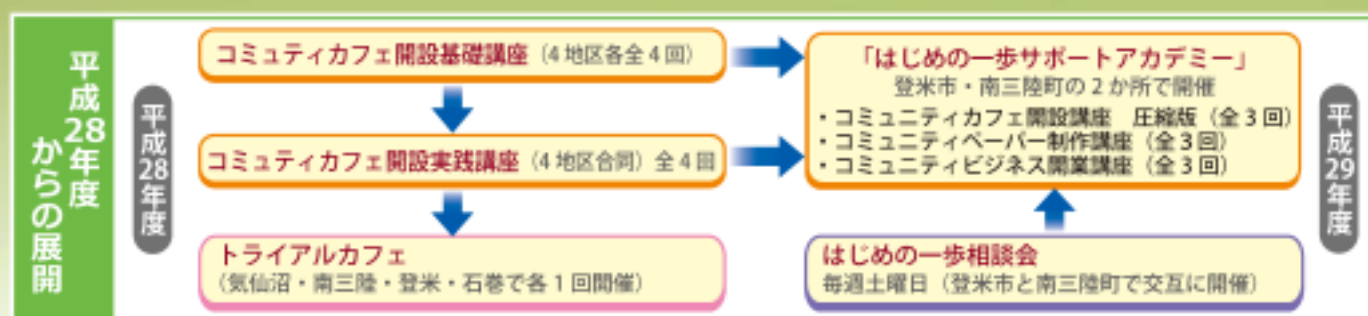 平成28年度
からの展開
平成28年度
コミュティカフェ開設基礎講座（4地区各全4回）
コミュティカフェ開設実践講座（4地区合同）全4回
トライアルカフェ
（気仙沼・南三陸・登米・石巻で各1回開催）
「はじめの一歩サポートアカデミー」
登米市・南三陸町の2か所で開催
・コミュニティカフェ開設講座　圧縮版（全3回）
・コミュニティペーパー制作講座（全3回）
・コミュニティビジネス開業講座（全3回）
はじめの一歩相談会
毎週土曜日（登米市と南三陸町で交互に開催）
平成29年度